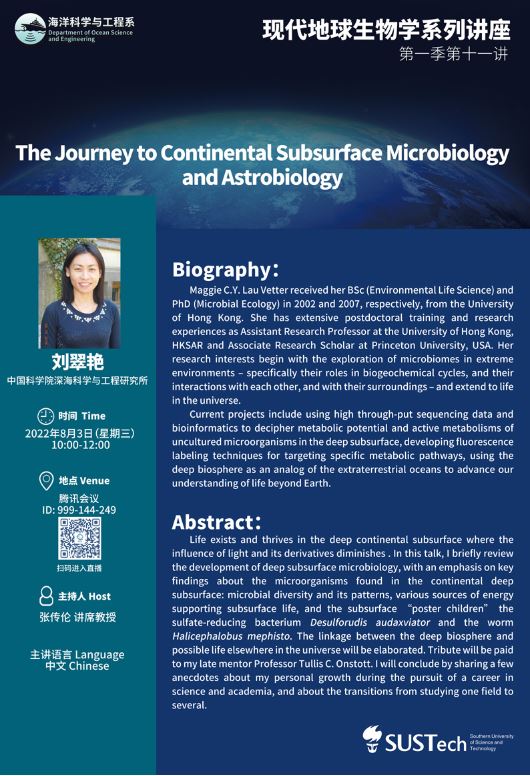 海洋科学与工程系
Department of Ocean Science
and Engineering
现代地球生物学系列讲座
第一季第十一讲
The Journey to Continental Subsurface Microbiology
and Astrobiology
刘翠艳
中国科学院深海科学与工程研究所
时间 Time
2022年8月3日(星期三)
10:00-12:00
地点 Venue
腾讯会议
ID: 999-144-249
扫码进入直播
主持人 Host
张传伦 讲席教授
主讲语言 Language
中文 Chinese
Biography:
Maggie C.Y. Lau Vetter received her BSc (Environmental Life Science) and
PhD (Microbial Ecology) in 2002 and 2007, respectively, from the University
of Hong Kong. She has extensive postdoctoral training and research
experiences as Assistant Research Professor at the University of Hong Kong,
HKSAR and Associate Research Scholar at Princeton University, USA. Her
research interests begin with the exploration of microbiomes in extreme
environments – specifically their roles in biogeochemical cycles, and their
interactions with each other, and with their surroundings – and extend to life
in the universe.
Current projects include using high through-put sequencing data and
bioinformatics to decipher metabolic potential and active metabolisms of
uncultured microorganisms in the deep subsurface, developing fluorescence
labeling techniques for targeting specific metabolic pathways, using the
deep biosphere as an analog of the extraterrestrial oceans to advance our
understanding of life beyond Earth.
Abstract:
Life exists and thrives in the deep continental subsurface where the
influence of light and its derivatives diminishes . In this talk, I briefly review
the development of deep subsurface microbiology, with an emphasis on key
findings about the microorganisms found in the continental deep
subsurface: microbial diversity and its patterns, various sources of energy
supporting subsurface life, and the subsurface “poster children” the
sulfate-reducing bacterium Desulforudis audaxviator and the worm
Halicephalobus mephisto. The linkage between the deep biosphere and
possible life elsewhere in the universe will be elaborated. Tribute will be paid
to my late mentor Professor Tullis C. Onstott. I will conclude by sharing a few
anecdotes about my personal growth during the pursuit of a career in
science and academia, and about the transitions from studying one field to
several.
SUSTech
Southern University
of Science and
Technology